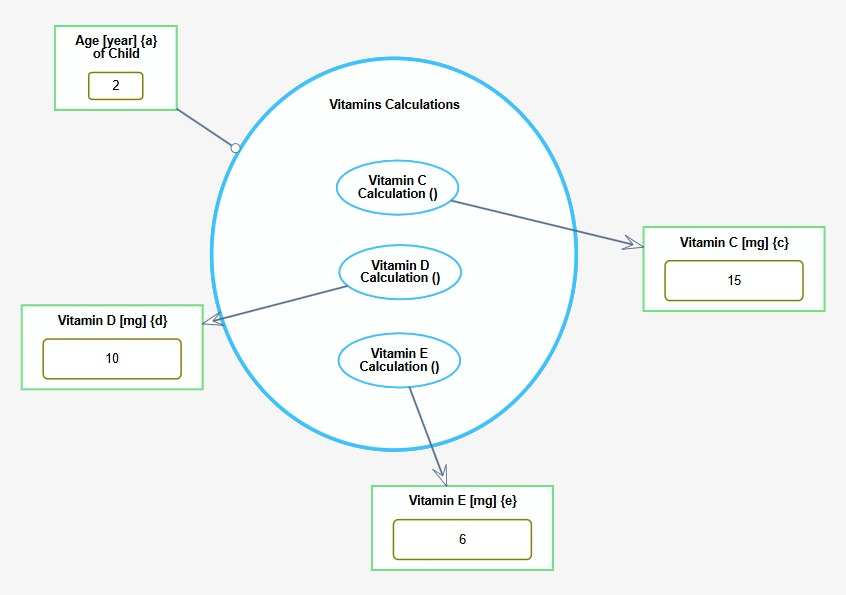 Age [year] {a}
of Child
2
Vitamins Calculations
Vitamin C
Calculation ()
Vitamin C [mg] {c}
15
Vitamin D
Calculation ()
Vitamin D [mg] {d}
10
Vitamin E
Calculation ()
Vitamin E [mg] {e}
6